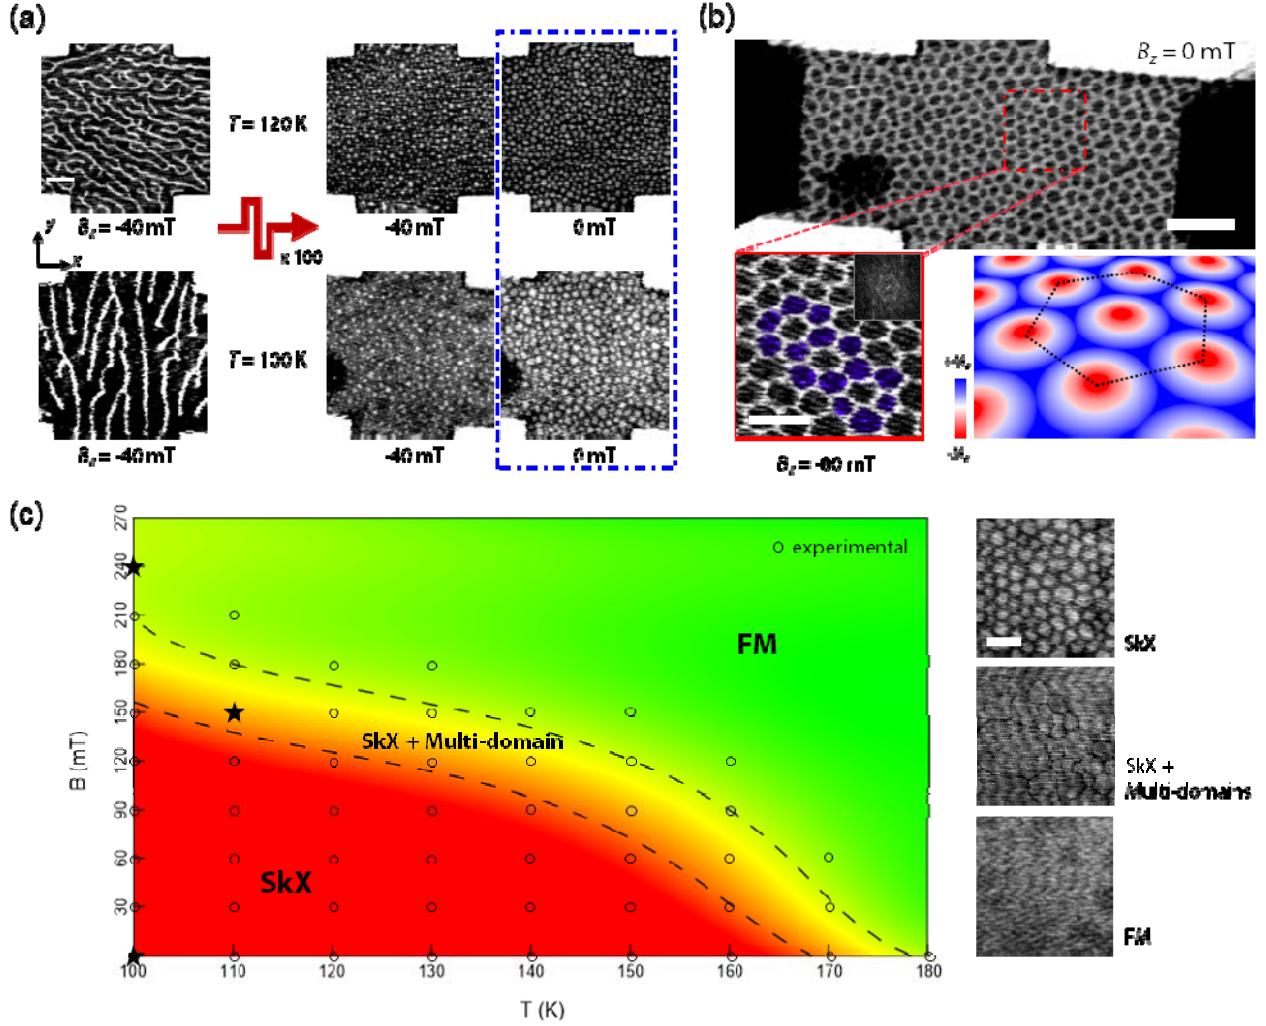 (a)
T = 120 K
B_z = -40 mT
-40 mT
0 mT
y
x
x 100
T = 100 K
B_z = -40 mT
-40 mT
0 mT
(b)
B_z = 0 mT
+M_z
-M_z
B_z = -60 mT
(c)
270
240
210
180
150
120
90
60
30
B (mT)
experimental
FM
SkX + Multi-domain
SkX
100 110 120 130 140 150 160 170 180
T (K)
SkX
SkX +
Multi-domains
FM